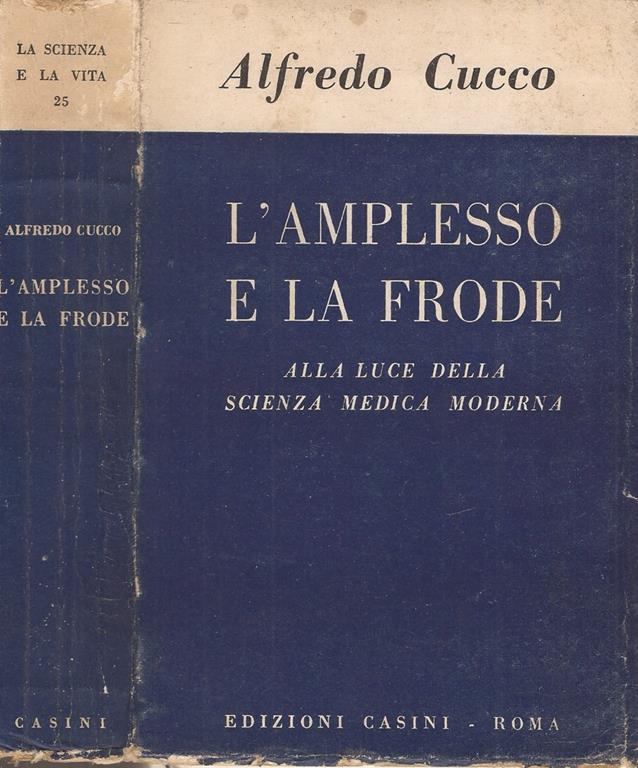 LA SCIENZA
E LA VITA
25
ALFREDO CUCCO
L'AMPLESSO
E LA FRODE
CASINI
Alfredo Cucco
L'AMPLESSO
E LA FRODE
ALLA LUCE DELLA
SCIENZA MEDICA MODERNA
EDIZIONI CASINI - ROMA